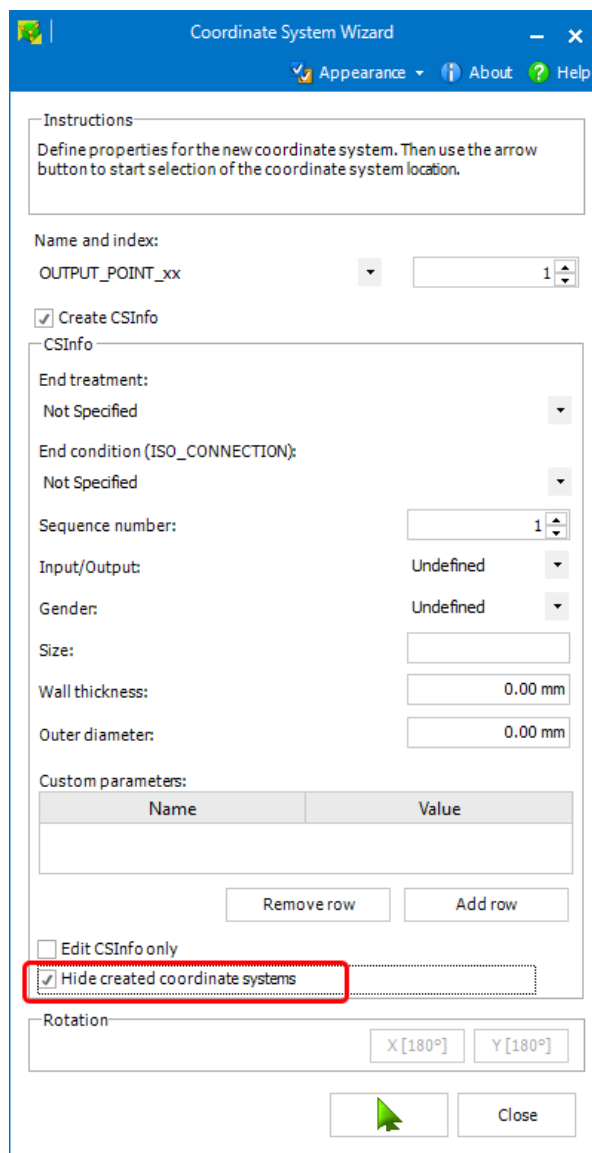 Coordinate System Wizard
Appearance About Help
Instructions
Define properties for the new coordinate system. Then use the arrow
button to start selection of the coordinate system location.
Name and index:
OUTPUT_POINT_xx 1
Create CSInfo
CSInfo
End treatment:
Not Specified
End condition (ISO_CONNECTION):
Not Specified
Sequence number: 1
Input/Output: Undefined
Gender: Undefined
Size:
Wall thickness: 0.00 mm
Outer diameter: 0.00 mm
Custom parameters:
Name Value
Remove row Add row
Edit CSInfo only
Hide created coordinate systems
Rotation
X [180°] Y [180°]
Close